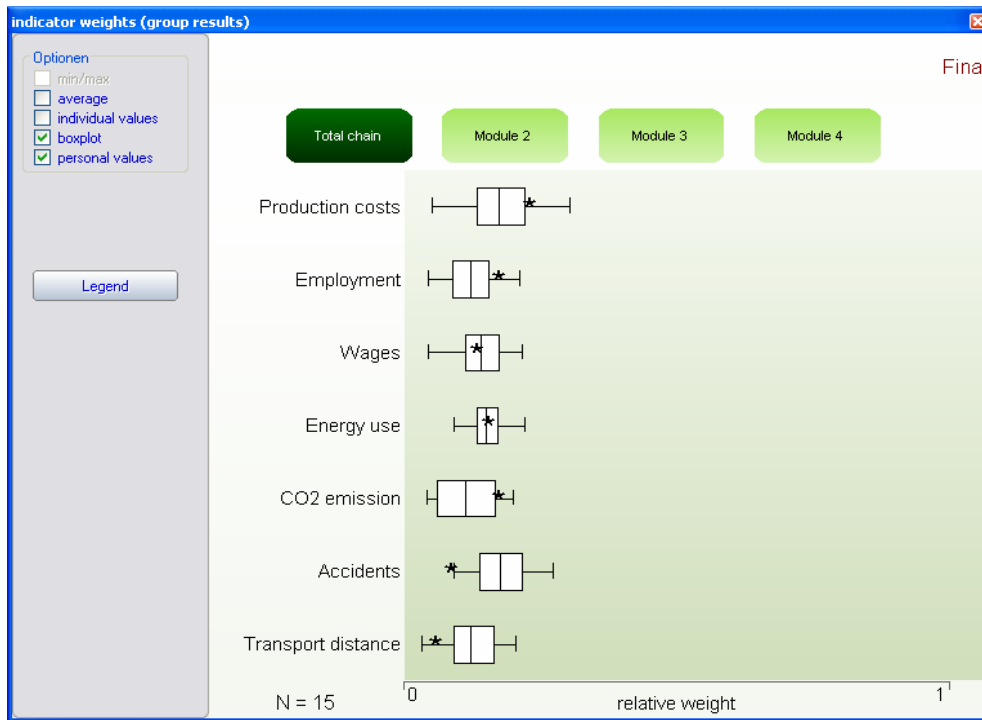 indicator weights (group results)
Optionen
min/max
average
individual values
boxplot
personal values
Legend
Fina
Total chain
Module 2
Module 3
Module 4
Production costs
Employment
Wages
Energy use
CO2 emission
Accidents
Transport distance
N = 15
0
relative weight
1